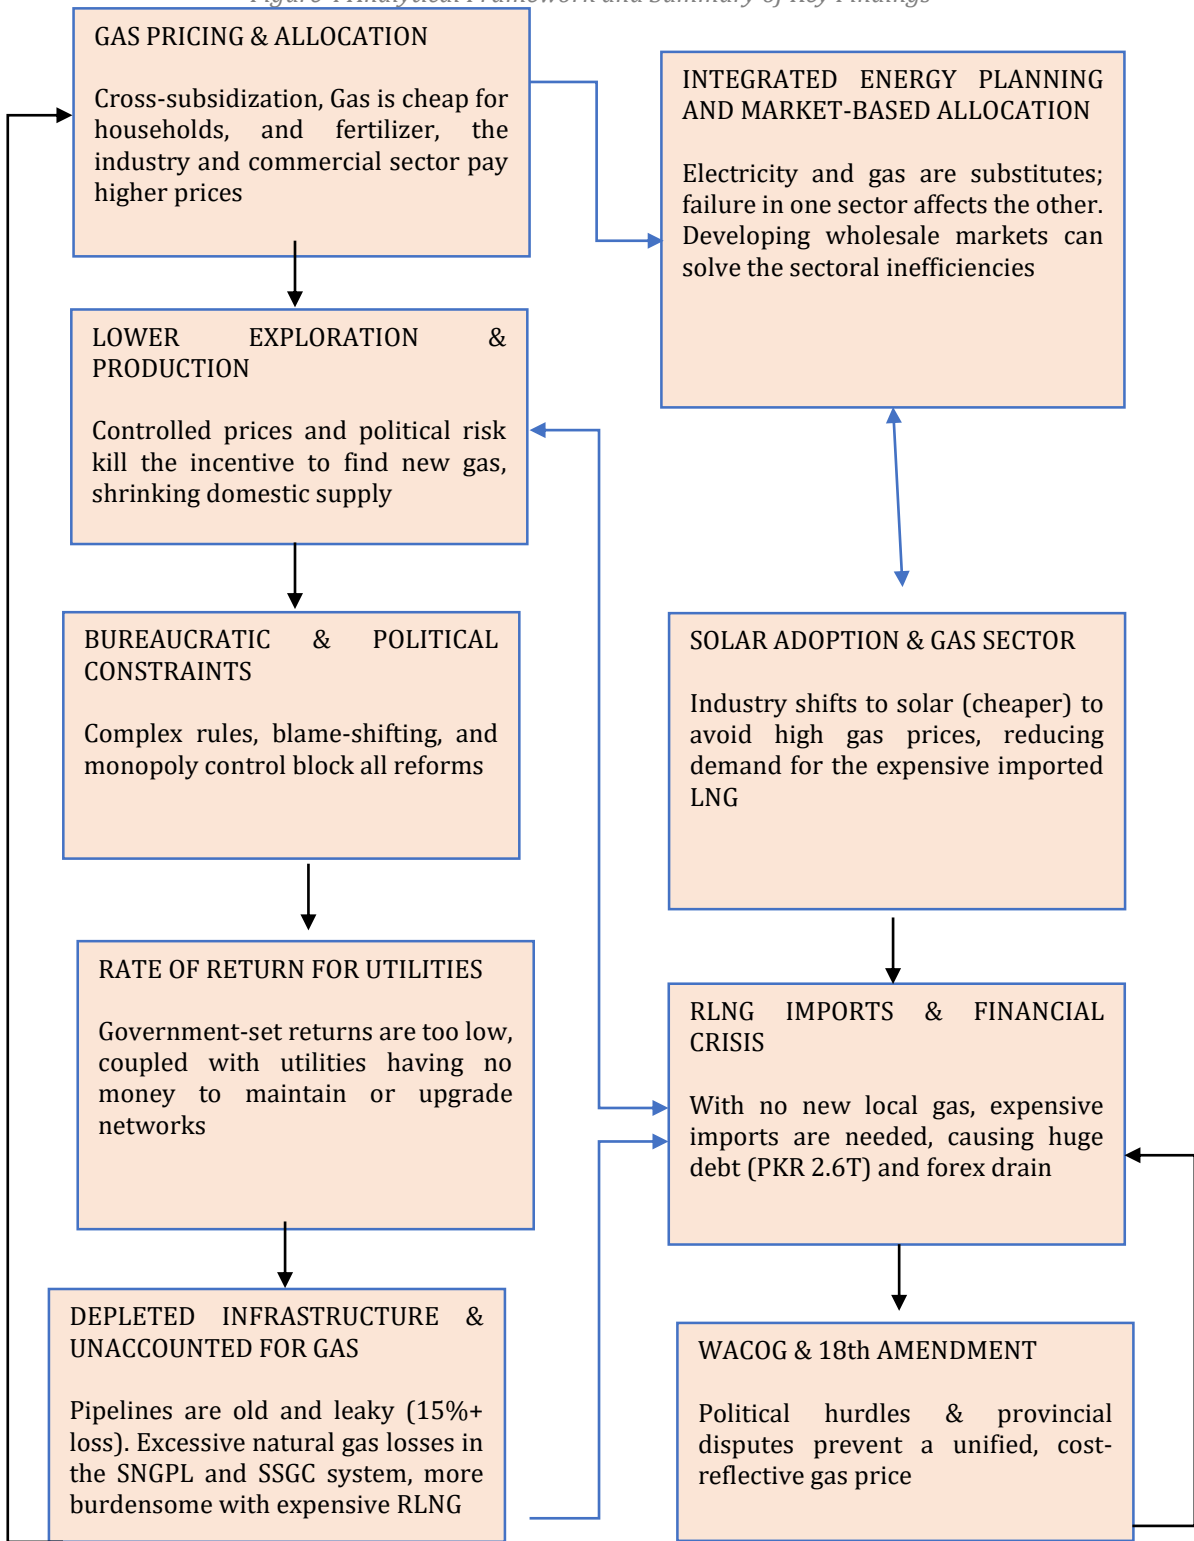 Figure 1 Analytical Framework and Summary of Key Findings
GAS PRICING & ALLOCATION
Cross-subsidization, Gas is cheap for
households, and fertilizer, the
industry and commercial sector pay
higher prices
LOWER EXPLORATION &
PRODUCTION
Controlled prices and political risk
kill the incentive to find new gas,
shrinking domestic supply
BUREAUCRATIC & POLITICAL
CONSTRAINTS
Complex rules, blame-shifting, and
monopoly control block all reforms
RATE OF RETURN FOR UTILITIES
Government-set returns are too low,
coupled with utilities having no
money to maintain or upgrade
networks
DEPLETED INFRASTRUCTURE &
UNACCOUNTED FOR GAS
Pipelines are old and leaky (15%+
loss). Excessive natural gas losses in
the SNGPL and SSGC system, more
burdensome with expensive RLNG
INTEGRATED ENERGY PLANNING
AND MARKET-BASED ALLOCATION
Electricity and gas are substitutes;
failure in one sector affects the other.
Developing wholesale markets can
solve the sectoral inefficiencies
SOLAR ADOPTION & GAS SECTOR
Industry shifts to solar (cheaper) to
avoid high gas prices, reducing
demand for the expensive imported
LNG
RLNG IMPORTS & FINANCIAL
CRISIS
With no new local gas, expensive
imports are needed, causing huge
debt (PKR 2.6T) and forex drain
WACOG & 18th AMENDMENT
Political hurdles & provincial
disputes prevent a unified, cost-
reflective gas price